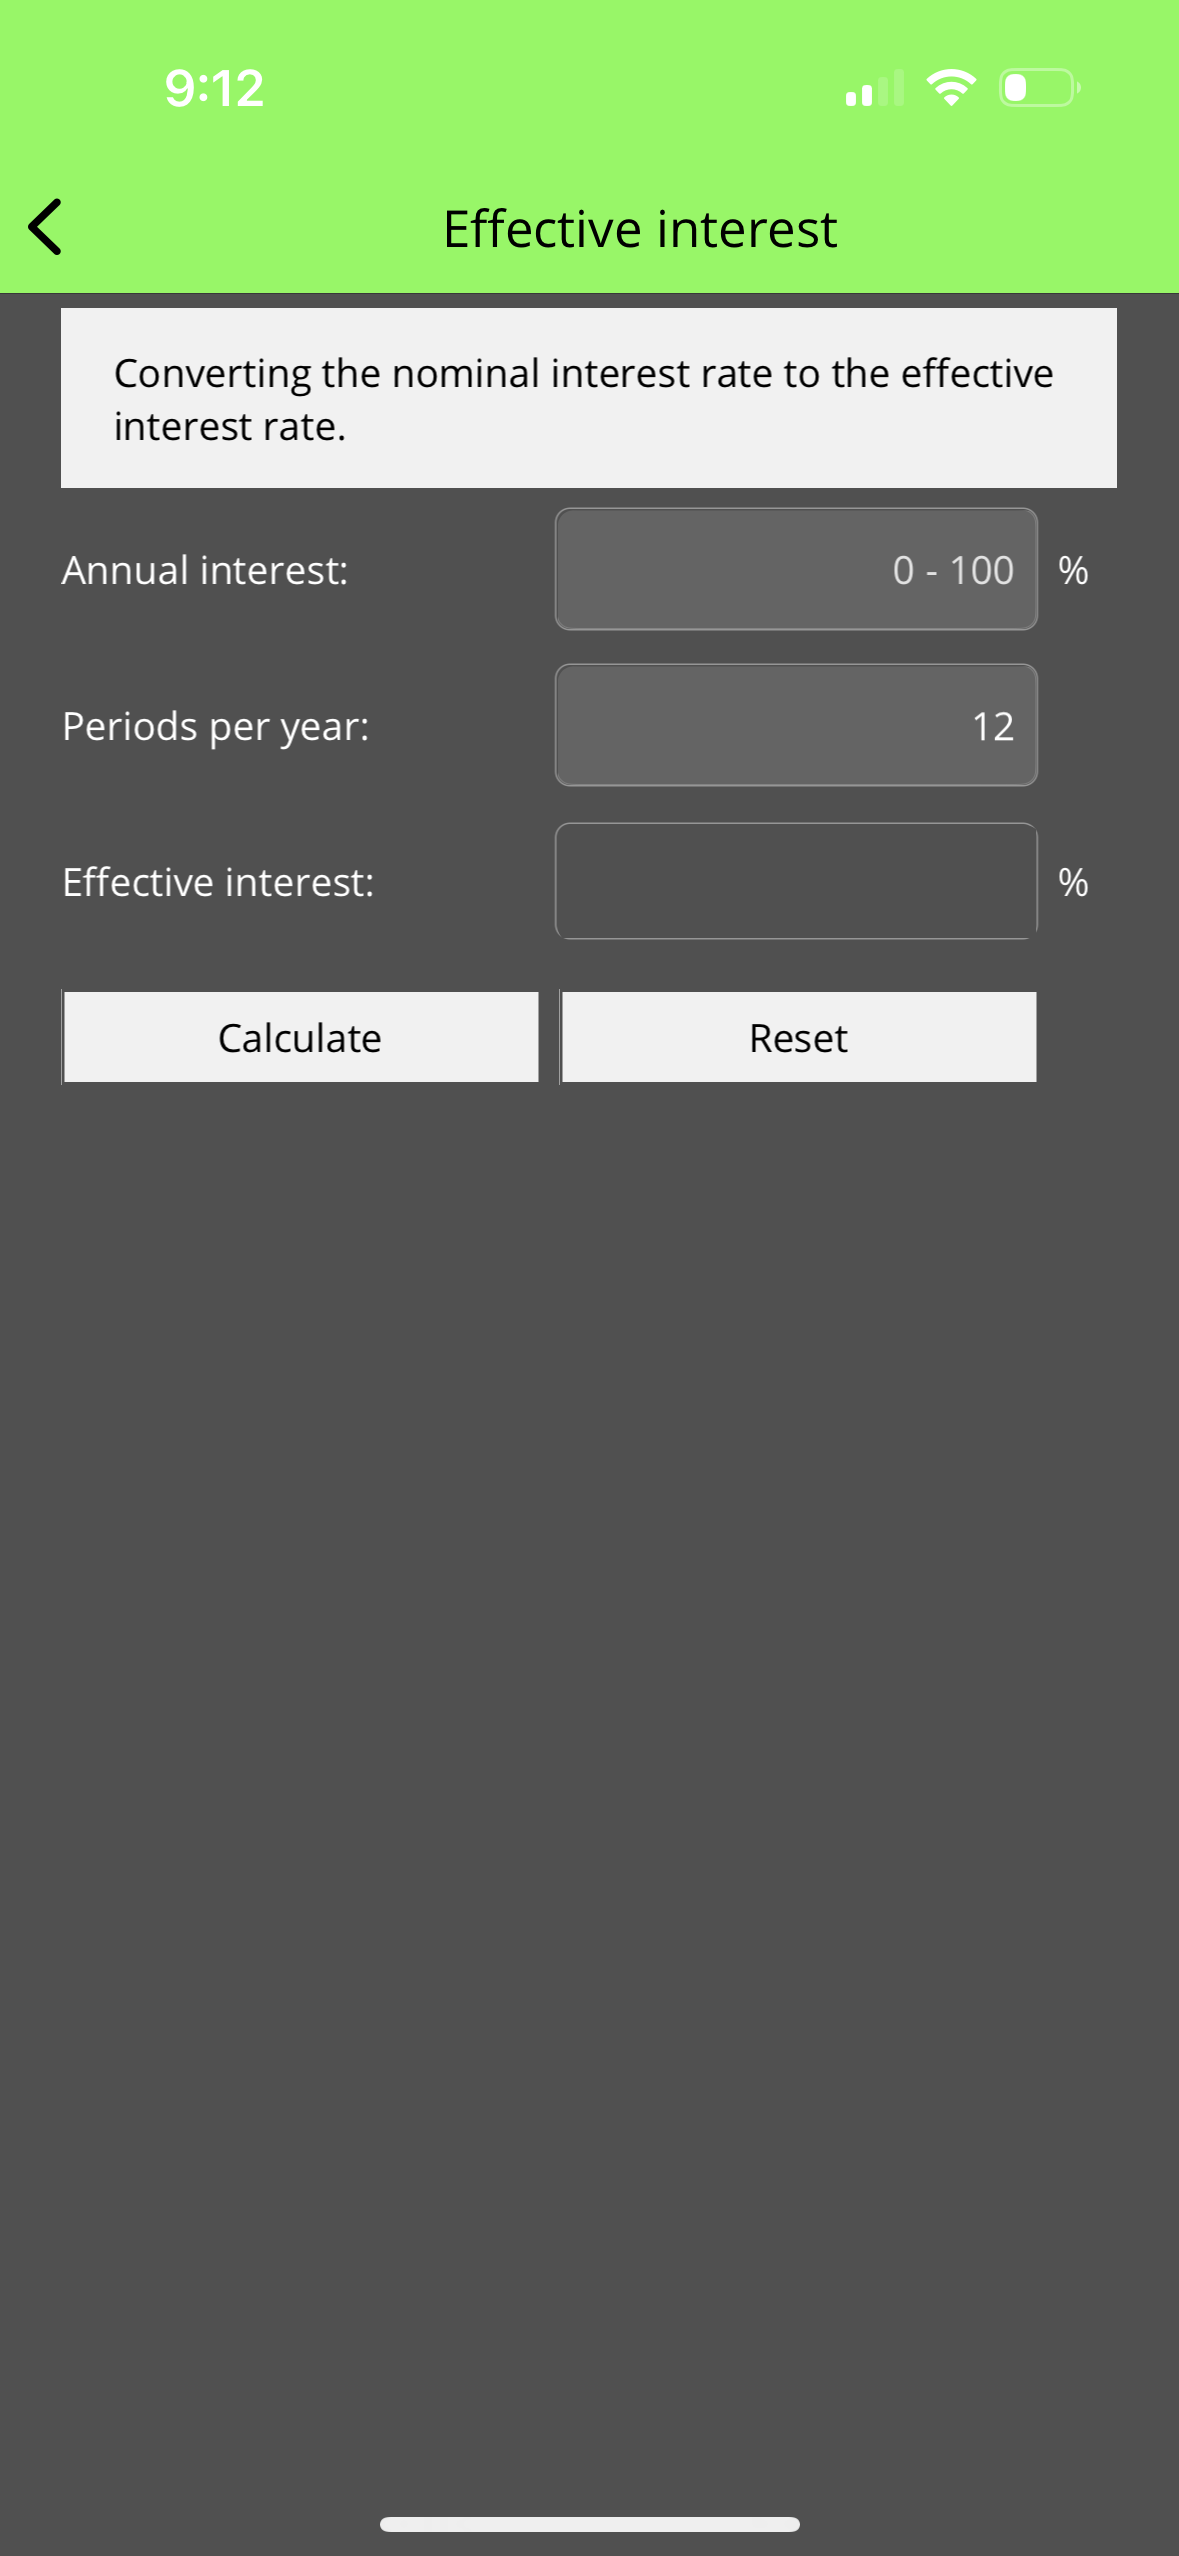 9:12
Effective interest
Converting the nominal interest rate to the effective
interest rate.
Annual interest: 0 - 100 %
Periods per year: 12
Effective interest: %
Calculate Reset